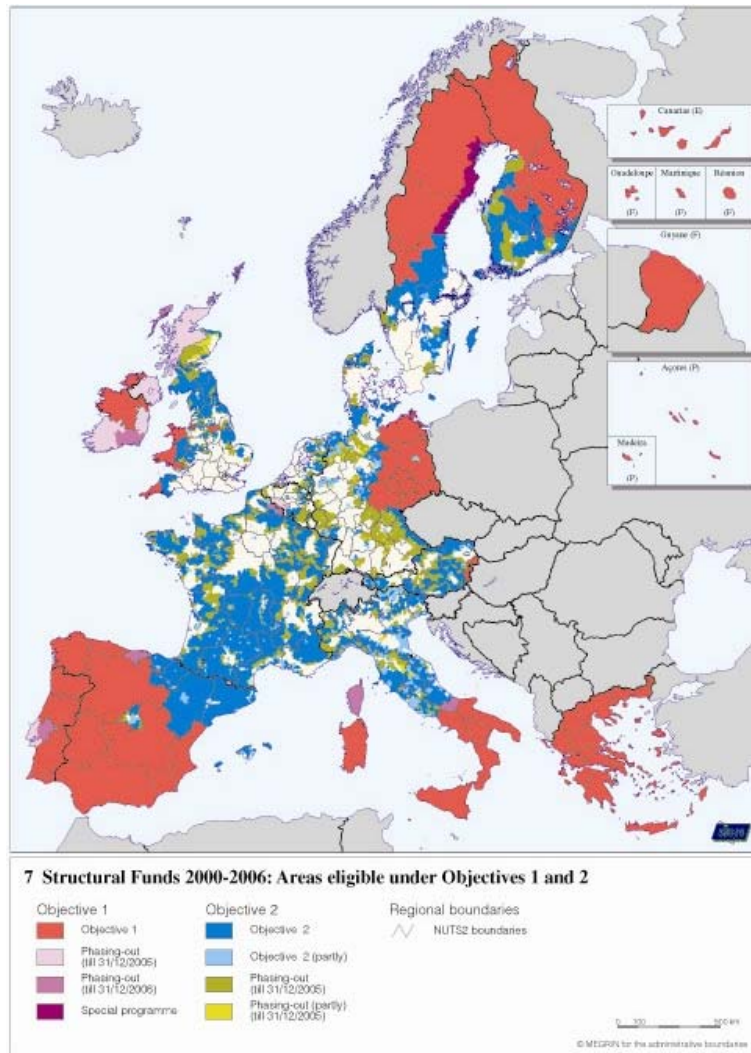 Canarias (E)
Guadeloupe
Martinique
Réunion
(F)
(F)
(F)
Guyane (F)
Açores (P)
Madeira
(P)
7 Structural Funds 2000-2006: Areas eligible under Objectives 1 and 2
Objective 1
Objective 1
Phasing-out
(till 31/12/2005)
Phasing-out
(till 31/12/2006)
Special programme
Objective 2
Objective 2
Objective 2 (partly)
Phasing-out
(till 31/12/2005)
Phasing-out (partly)
(till 31/12/2005)
Regional boundaries
NUTS2 boundaries
0
© MEGRIN for the administrative boundaries